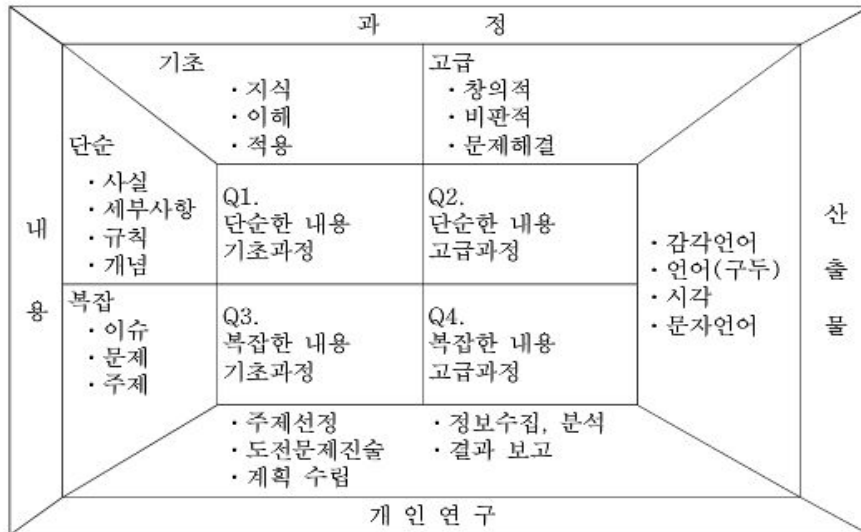 과 정
기초
· 지식
· 이해
· 적용
고급
· 창의적
· 비판적
· 문제해결
내 용
단순
· 사실
· 세부사항
· 규칙
· 개념
Q1.
단순한 내용
기초과정
Q2.
단순한 내용
고급과정
복잡
· 이슈
· 문제
· 주제
Q3.
복잡한 내용
기초과정
Q4.
복잡한 내용
고급과정
· 감각언어
· 언어(구두)
· 시각
· 문자언어
산 출 물
· 주제선정
· 도전문제진술
· 계획 수립
· 정보수집, 분석
· 결과 보고
개 인 연 구